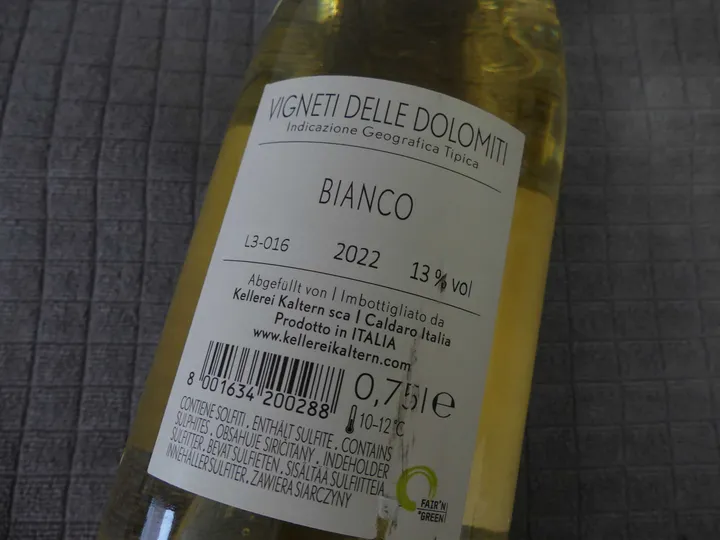 VIGNETI DELLE DOLOMITI
Indicazione Geografica Tipica
BIANCO
L3-016 2022 13 % vol
Abgefüllt von | Imbottigliato da
Kellerei Kaltern sca | Caldaro Italia
Prodotto in ITALIA
www.kellereikaltern.com
8 001634 200288 0,75 l e
10-12 °C
CONTIENE SOLFITI . ENTHÄLT SULFITE . CONTAINS
SULPHITES . OBSAHUJE SIŘIČITANY . INDEHOLDER
SULFITTER . BEVAT SULFIETEN . SISÄLTÄÄ SULFIITTEJA
INNEHÅLLER SULFITER . ZAWIERA SIARCZYNY
FAIR'N
GREEN